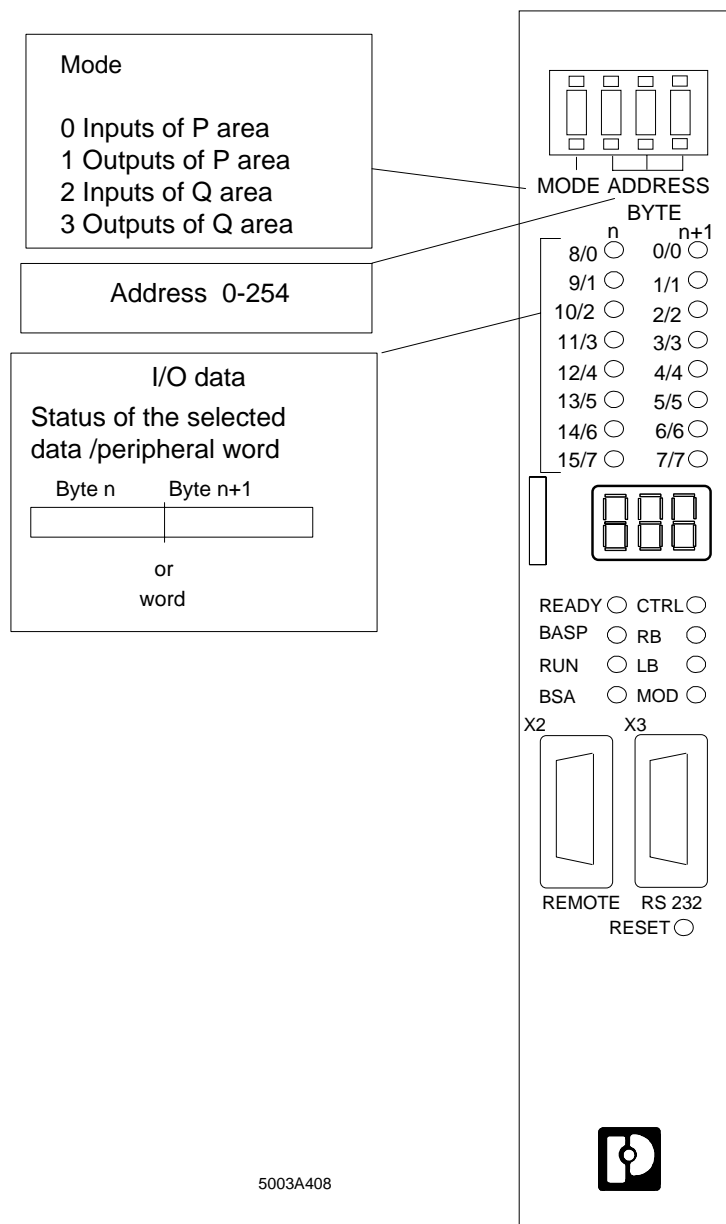 Mode
0 Inputs of P area
1 Outputs of P area
2 Inputs of Q area
3 Outputs of Q area
Address 0-254
I/O data
Status of the selected
data /peripheral word
Byte n Byte n+1
or
word
MODE ADDRESS
BYTE
n n+1
8/0 0/0
9/1 1/1
10/2 2/2
11/3 3/3
12/4 4/4
13/5 5/5
14/6 6/6
15/7 7/7
READY CTRL
BASP RB
RUN LB
BSA MOD
X2 X3
REMOTE RS 232
RESET
5003A408